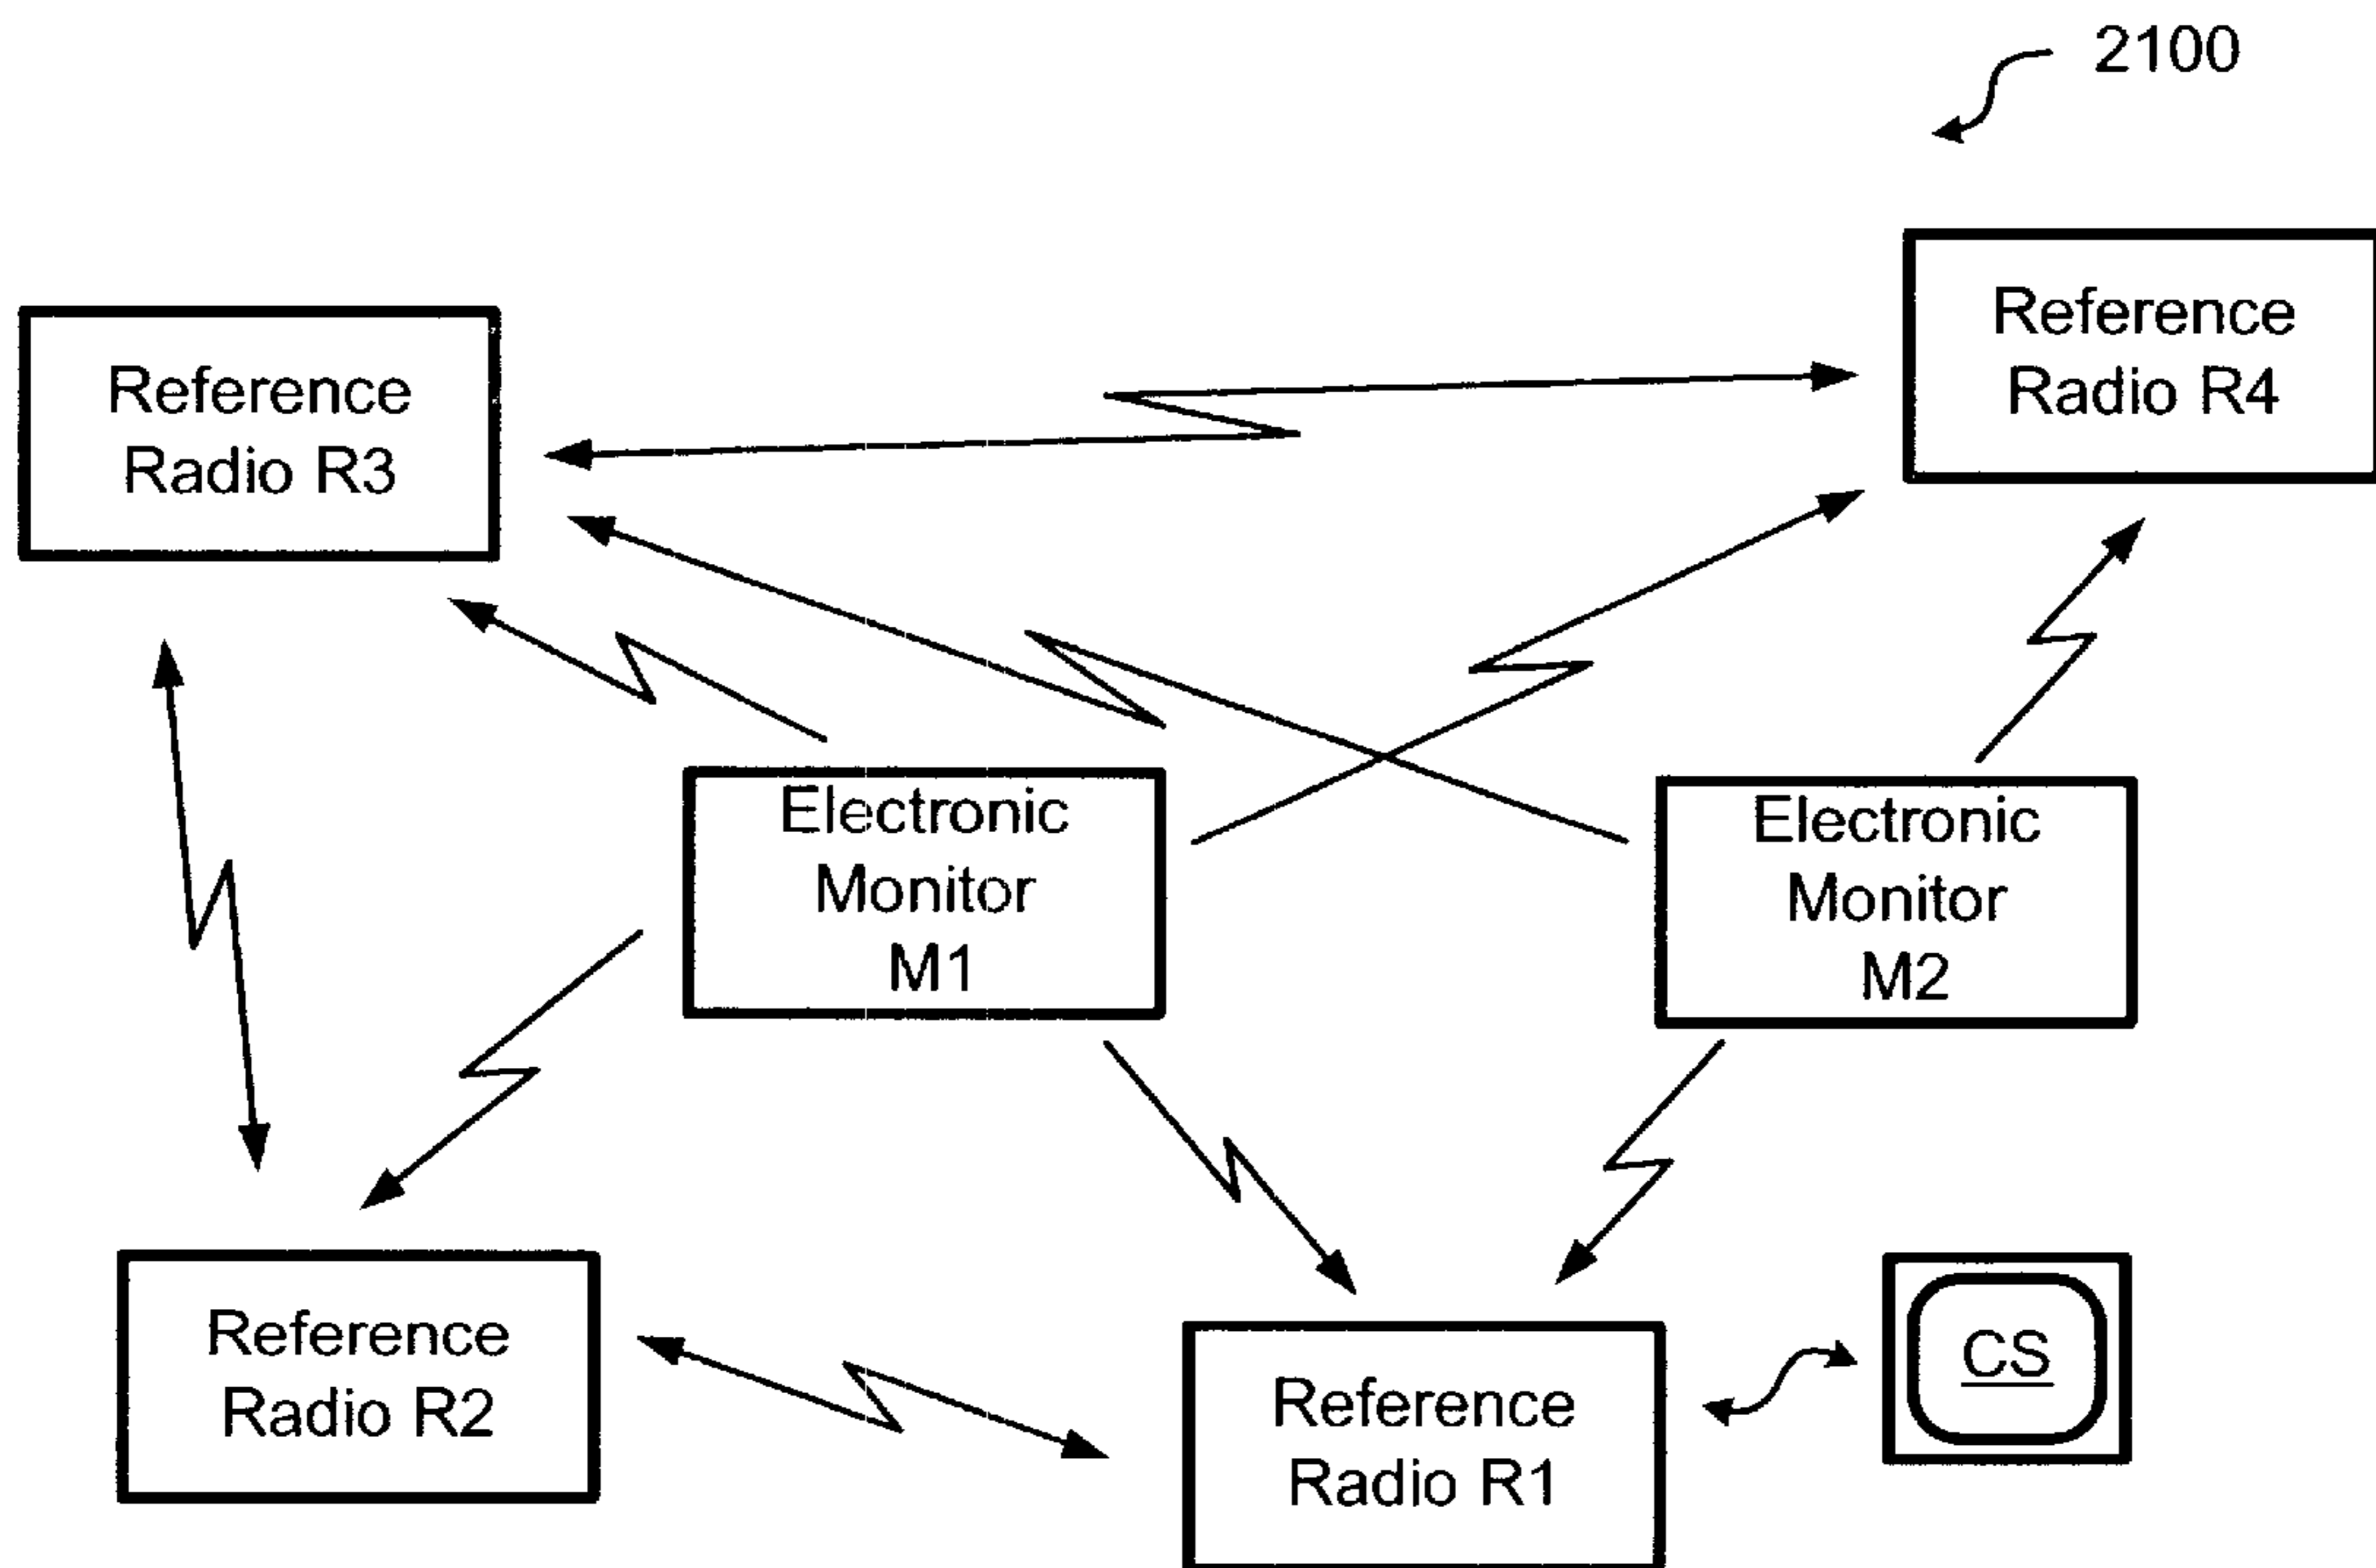 2100
Reference
Radio R4
Reference
Radio R3
Electronic
Monitor
M1
Electronic
Monitor
M2
Reference
Radio R2
Reference
Radio R1
CS